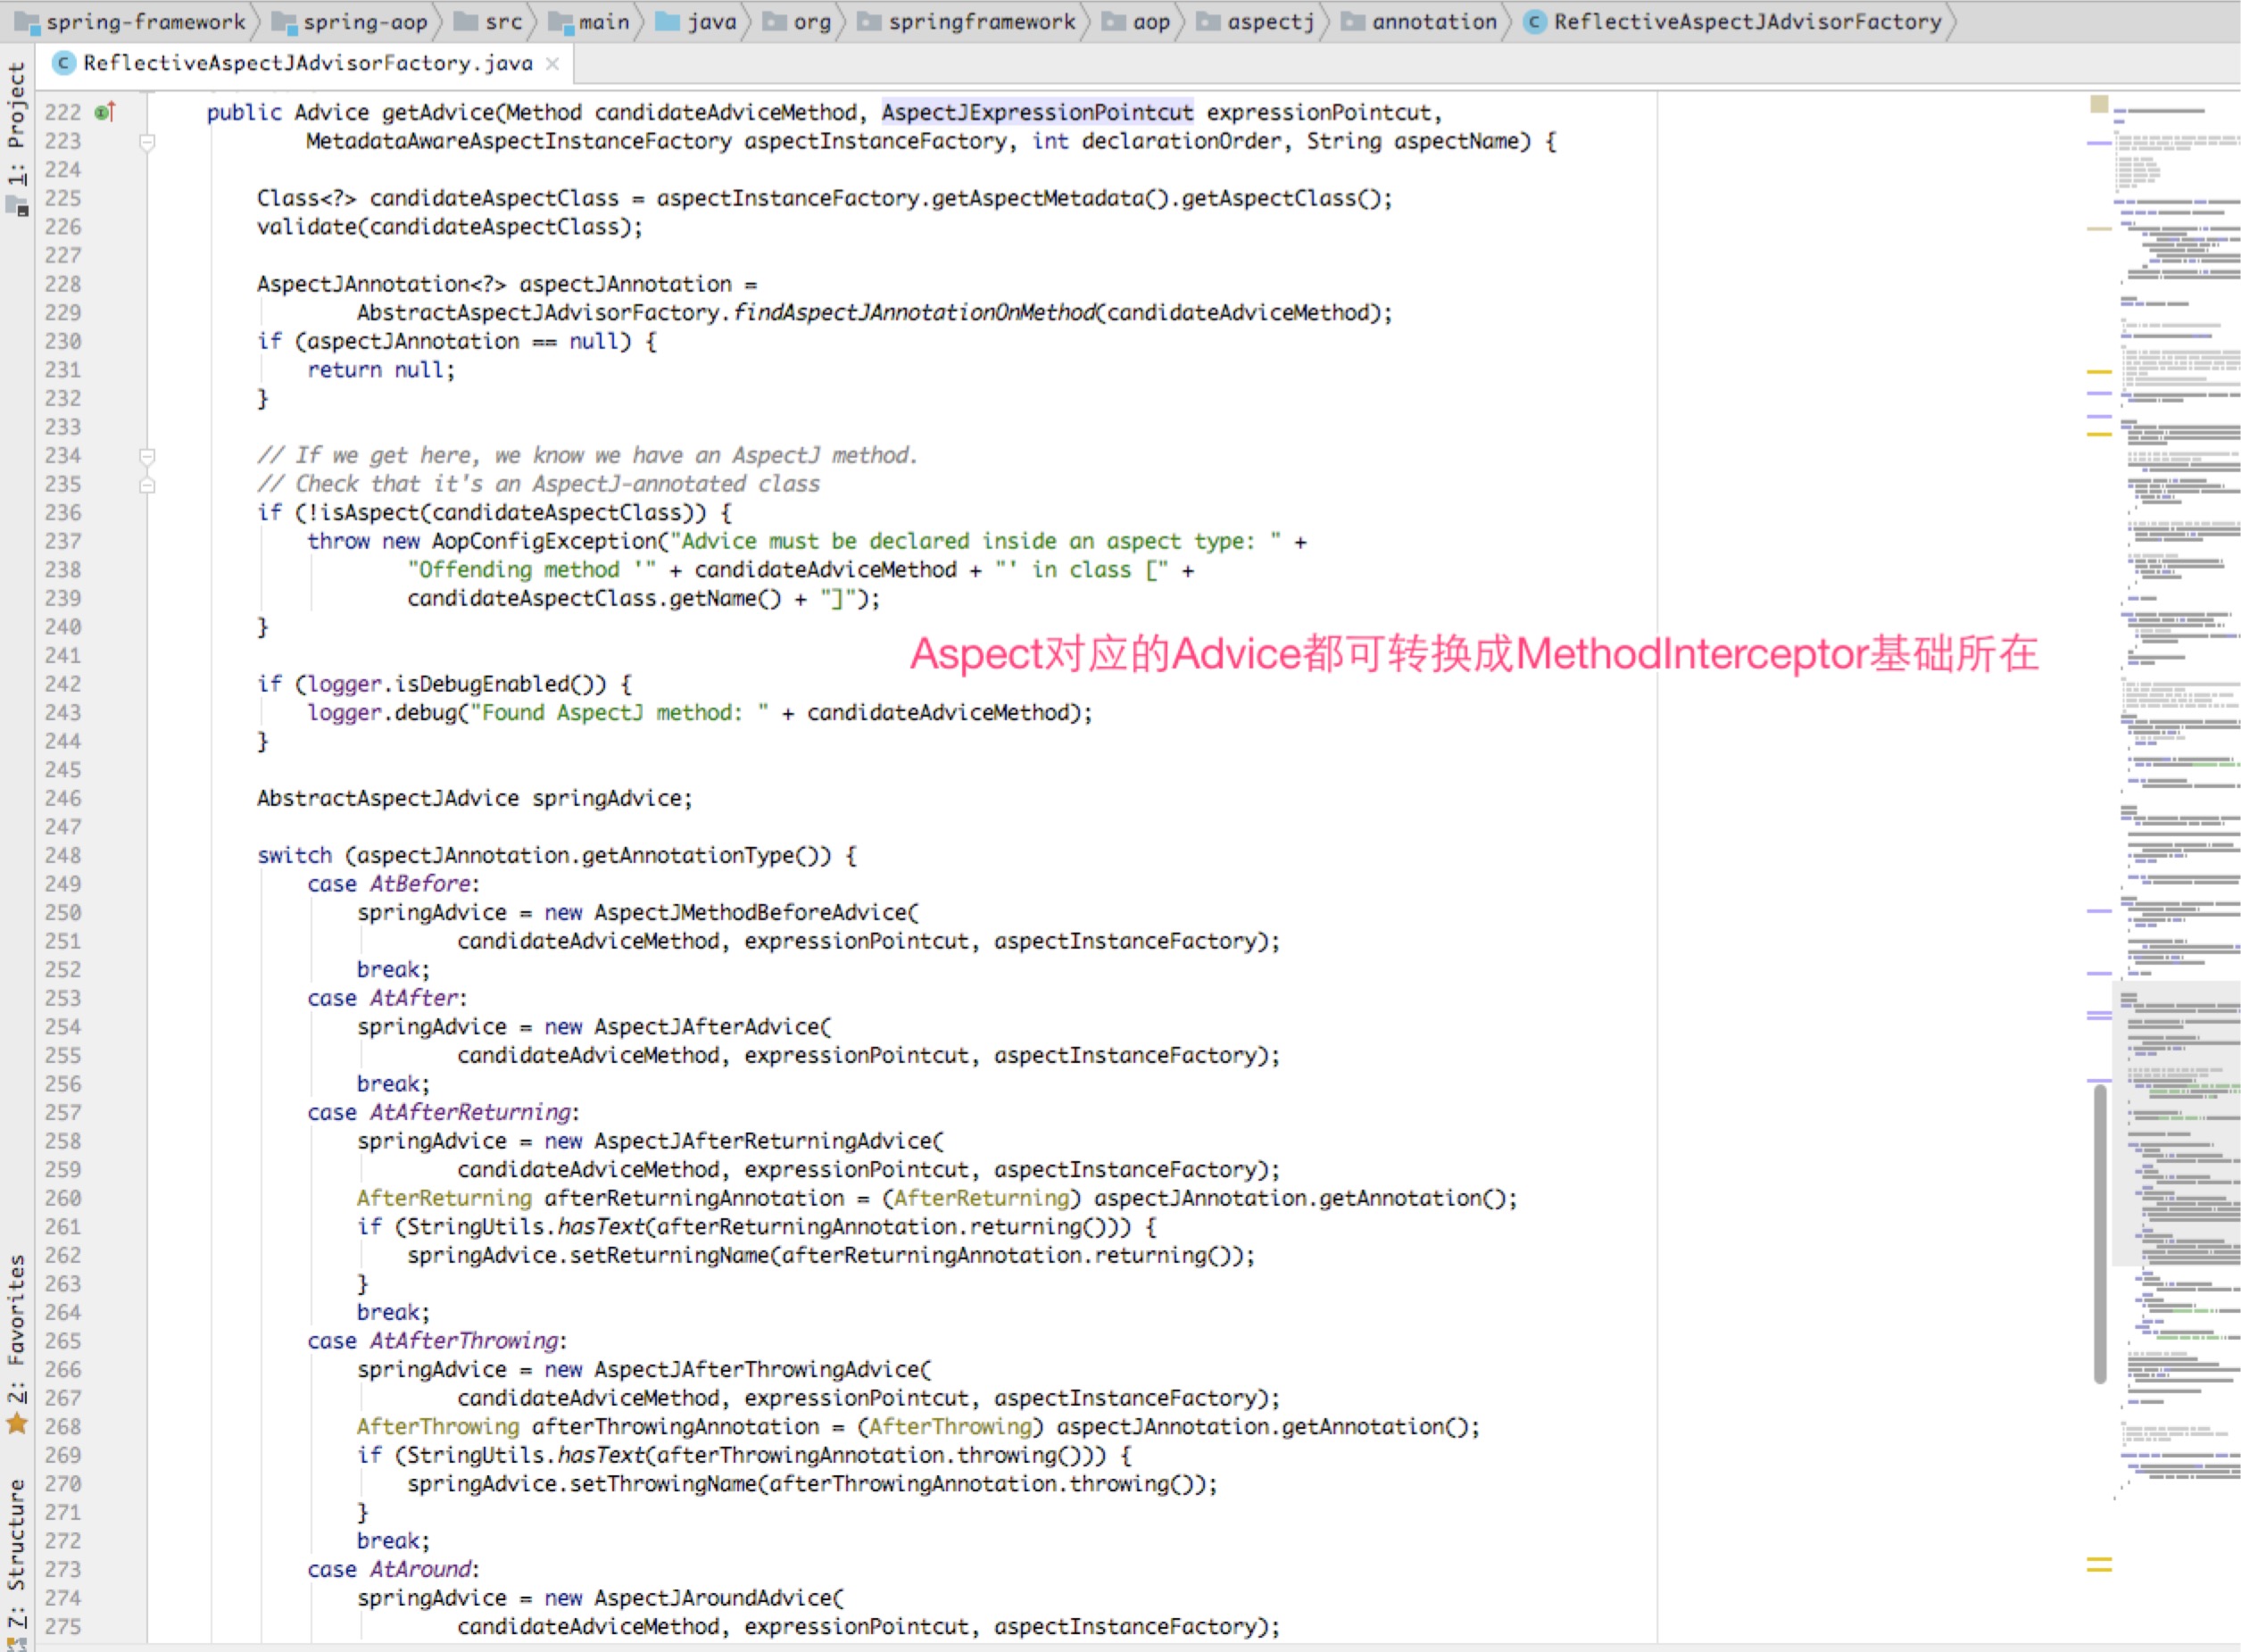 spring-framework spring-aop src main java org springframework aop aspectj annotation ReflectiveAspectJAdvisorFactory
ReflectiveAspectJAdvisorFactory.java
1: Project
2: Favorites
7: Structure
222 public Advice getAdvice(Method candidateAdviceMethod, AspectJExpressionPointcut expressionPointcut,
223 MetadataAwareAspectInstanceFactory aspectInstanceFactory, int declarationOrder, String aspectName) {
224
225 Class<?> candidateAspectClass = aspectInstanceFactory.getAspectMetadata().getAspectClass();
226 validate(candidateAspectClass);
227
228 AspectJAnnotation<?> aspectJAnnotation =
229 AbstractAspectJAdvisorFactory.findAspectJAnnotationOnMethod(candidateAdviceMethod);
230 if (aspectJAnnotation == null) {
231 return null;
232 }
233
234 // If we get here, we know we have an AspectJ method.
235 // Check that it's an AspectJ-annotated class
236 if (!isAspect(candidateAspectClass)) {
237 throw new AopConfigException("Advice must be declared inside an aspect type: " +
238 "Offending method '" + candidateAdviceMethod + "' in class [" +
239 candidateAspectClass.getName() + "]");
240 }
241
Aspect对应的Advice都可转换成MethodInterceptor基础所在
242 if (logger.isDebugEnabled()) {
243 logger.debug("Found AspectJ method: " + candidateAdviceMethod);
244 }
245
246 AbstractAspectJAdvice springAdvice;
247
248 switch (aspectJAnnotation.getAnnotationType()) {
249 case AtBefore:
250 springAdvice = new AspectJMethodBeforeAdvice(
251 candidateAdviceMethod, expressionPointcut, aspectInstanceFactory);
252 break;
253 case AtAfter:
254 springAdvice = new AspectJAfterAdvice(
255 candidateAdviceMethod, expressionPointcut, aspectInstanceFactory);
256 break;
257 case AtAfterReturning:
258 springAdvice = new AspectJAfterReturningAdvice(
259 candidateAdviceMethod, expressionPointcut, aspectInstanceFactory);
260 AfterReturning afterReturningAnnotation = (AfterReturning) aspectJAnnotation.getAnnotation();
261 if (StringUtils.hasText(afterReturningAnnotation.returning())) {
262 springAdvice.setReturningName(afterReturningAnnotation.returning());
263 }
264 break;
265 case AtAfterThrowing:
266 springAdvice = new AspectJAfterThrowingAdvice(
267 candidateAdviceMethod, expressionPointcut, aspectInstanceFactory);
268 AfterThrowing afterThrowingAnnotation = (AfterThrowing) aspectJAnnotation.getAnnotation();
269 if (StringUtils.hasText(afterThrowingAnnotation.throwing())) {
270 springAdvice.setThrowingName(afterThrowingAnnotation.throwing());
271 }
272 break;
273 case AtAround:
274 springAdvice = new AspectJAroundAdvice(
275 candidateAdviceMethod, expressionPointcut, aspectInstanceFactory);